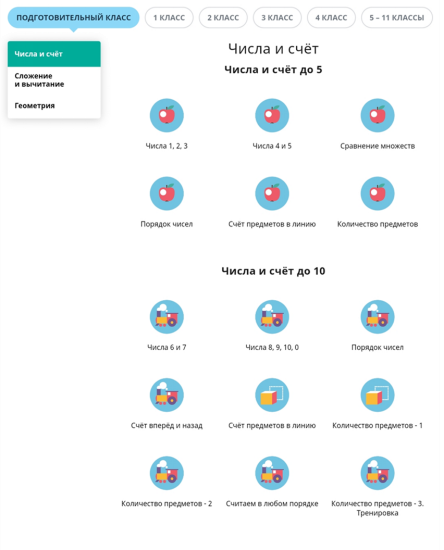 ПОДГОТОВИТЕЛЬНЫЙ КЛАСС 1 КЛАСС 2 КЛАСС 3 КЛАСС 4 КЛАСС 5 – 11 КЛАССЫ
Числа и счёт
Сложение
и вычитание
Геометрия
Числа и счёт
Числа и счёт до 5
Числа 1, 2, 3 Числа 4 и 5 Сравнение множеств
Порядок чисел Счёт предметов в линию Количество предметов
Числа и счёт до 10
Числа 6 и 7 Числа 8, 9, 10, 0 Порядок чисел
Счёт вперёд и назад Счёт предметов в линию Количество предметов - 1
Количество предметов - 2 Считаем в любом порядке Количество предметов - 3.
Тренировка